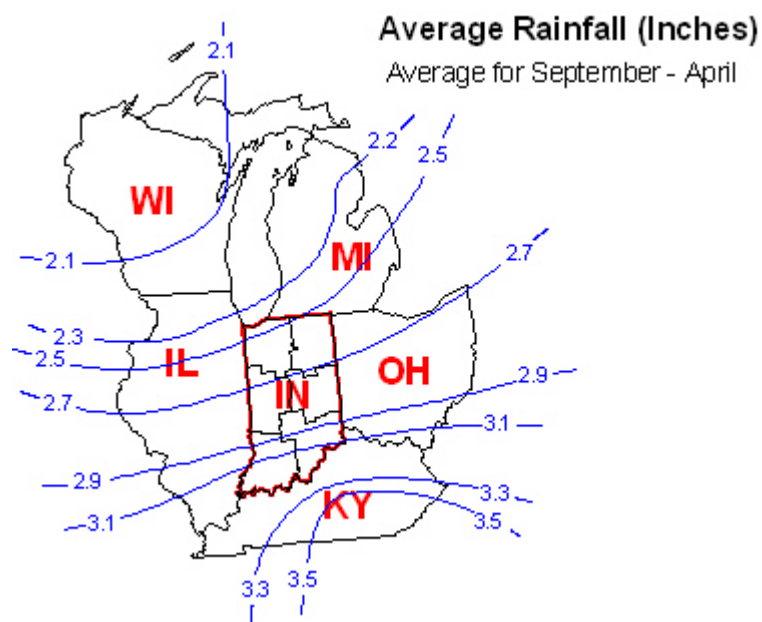 Average Rainfall (Inches)
Average for September - April
2.1
2.2
2.5
WI
MI
2.7
2.1
2.3
2.5
IL
OH
2.9
2.7
IN
3.1
2.9
3.3
3.1
KY
3.5
3.3
3.5